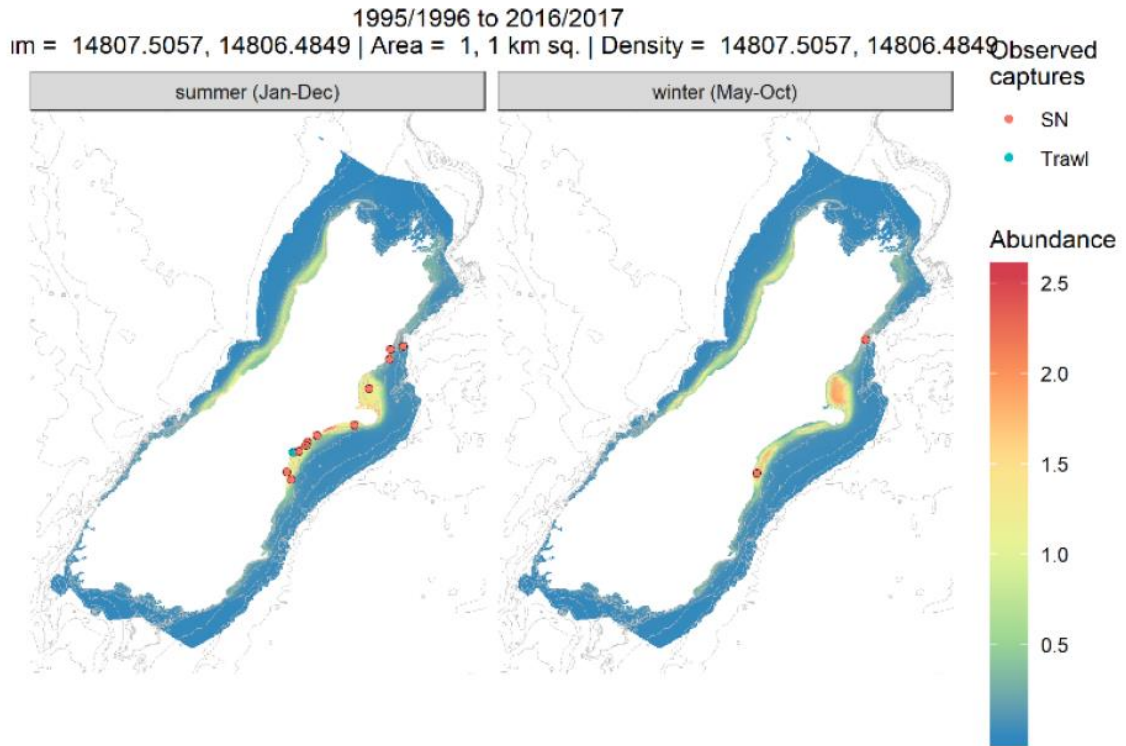 1995/1996 to 2016/2017
= 14807.5057, 14806.4849 | Area = 1, 1 km sq. | Density = 14807.5057, 14806.4849
Observed
captures
SN
Trawl
summer (Jan-Dec)
winter (May-Oct)
Abundance
2.5
2.0
1.5
1.0
0.5